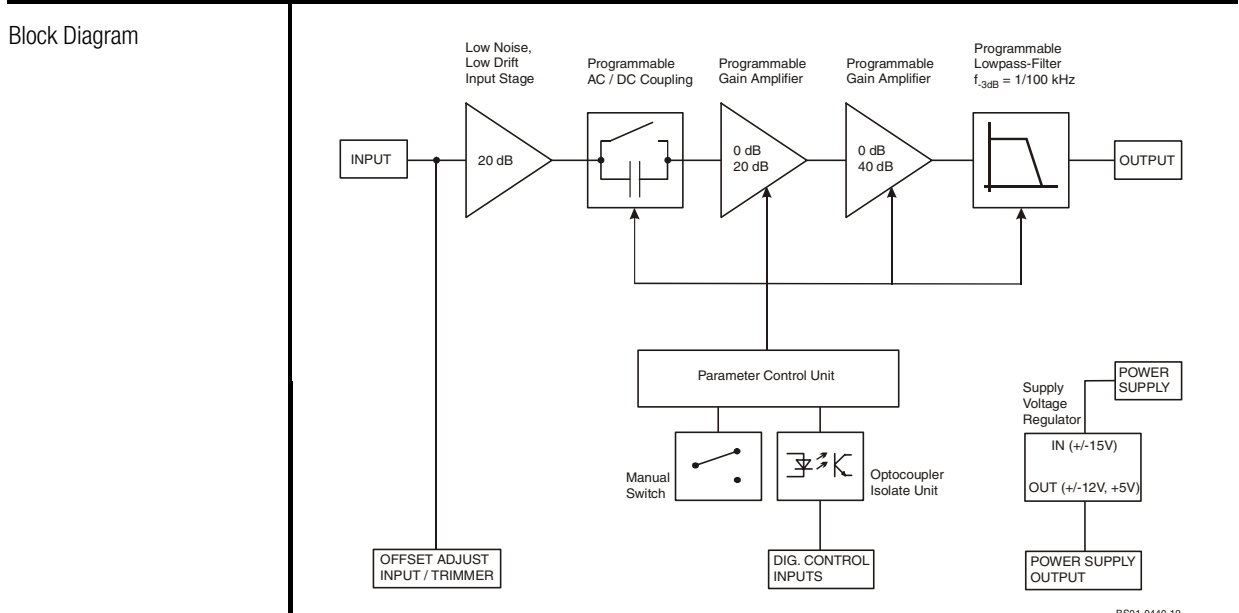 Block Diagram
Low Noise,
Low Drift
Input Stage
Programmable
AC / DC Coupling
Programmable
Gain Amplifier
Programmable
Gain Amplifier
Programmable
Lowpass-Filter
f-3dB = 1/100 kHz
INPUT
20 dB
0 dB
20 dB
0 dB
40 dB
OUTPUT
Parameter Control Unit
POWER
SUPPLY
Supply
Voltage
Regulator
IN (+/-15V)
OUT (+/-12V, +5V)
Manual
Switch
Optocoupler
Isolate Unit
OFFSET ADJUST
INPUT / TRIMMER
DIG. CONTROL
INPUTS
POWER SUPPLY
OUTPUT